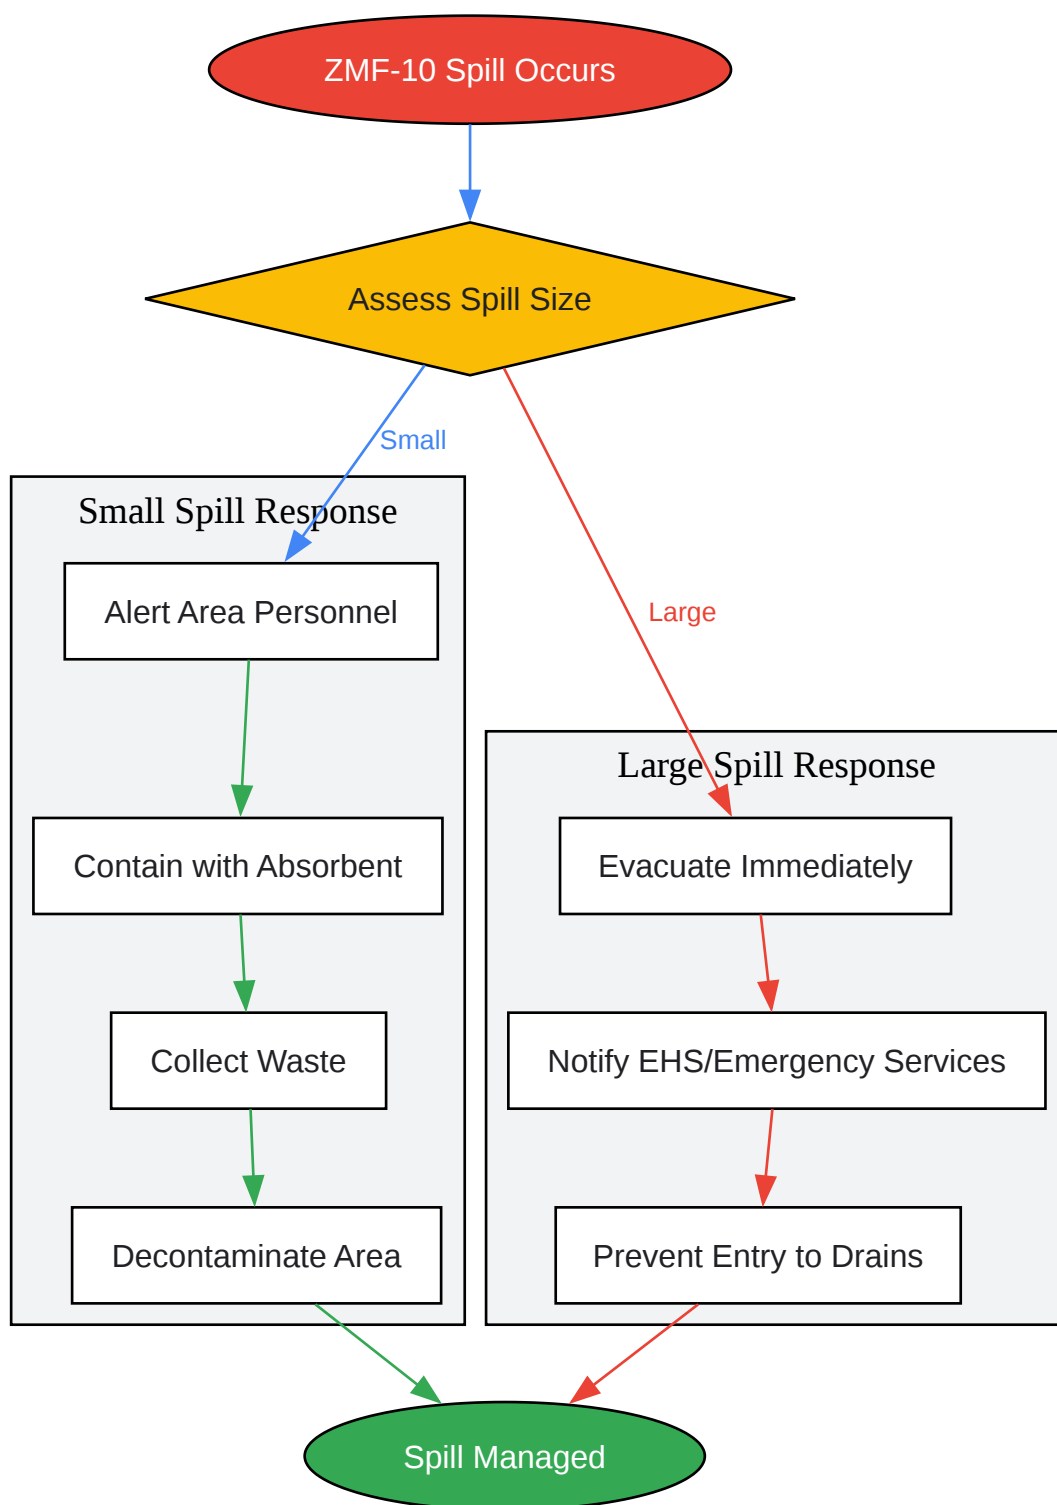 ZMF-10 Spill Occurs
Assess Spill Size
Small
Small Spill Response
Alert Area Personnel
Contain with Absorbent
Collect Waste
Decontaminate Area
Large
Large Spill Response
Evacuate Immediately
Notify EHS/Emergency Services
Prevent Entry to Drains
Spill Managed